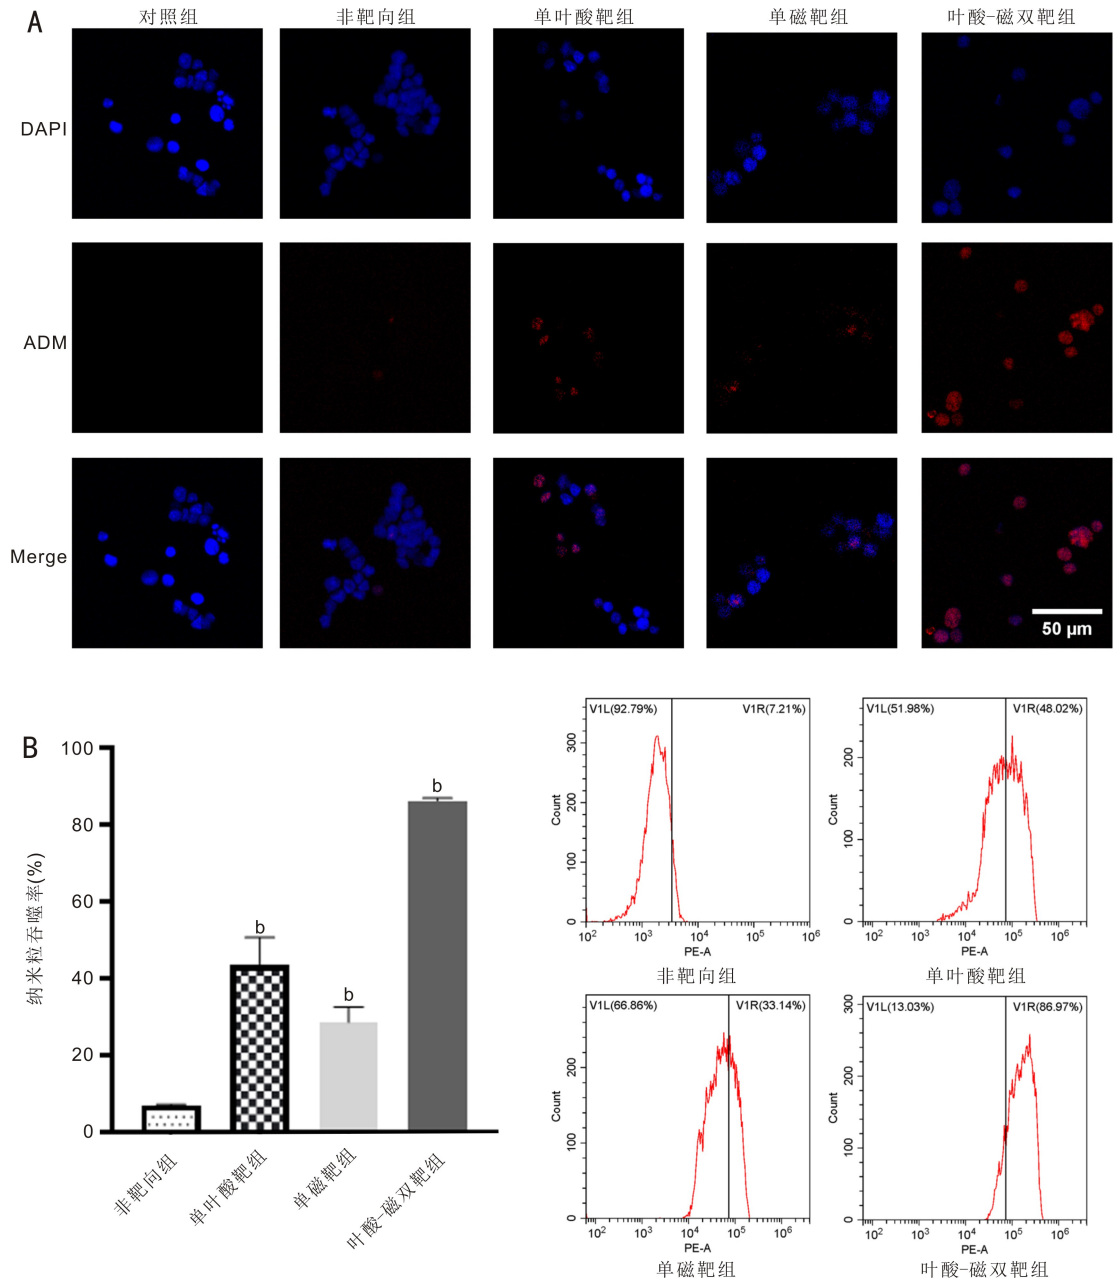 A
对照组 非靶向组 单叶酸靶组 单磁靶组 叶酸-磁双靶组
DAPI
ADM
Merge
50 μm
B
纳米粒吞噬率(%)
100
80
60
40
20
0
b
b
b
b
非靶向组 单叶酸靶组 单磁靶组 叶酸-磁双靶组
V1L(92.79%) V1R(7.21%)
Count
300
200
100
0
10² 10³ 10⁴ 10⁵ 10⁶
PE-A
非靶向组
V1L(51.98%) V1R(48.02%)
Count
200
100
0
10² 10³ 10⁴ 10⁵ 10⁶
PE-A
单叶酸靶组
V1L(66.86%) V1R(33.14%)
Count
200
100
0
10² 10³ 10⁴ 10⁵ 10⁶
PE-A
单磁靶组
V1L(13.03%) V1R(86.97%)
Count
300
200
100
0
10² 10³ 10⁴ 10⁵ 10⁶
PE-A
叶酸-磁双靶组